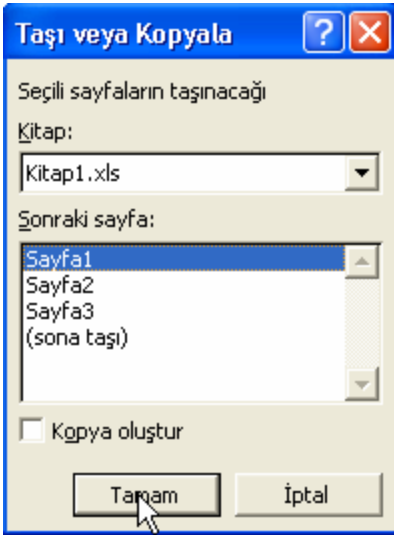 Taşı veya Kopyala
Seçili sayfaların taşınacağı
Kitap:
Kitap1.xls
Sonraki sayfa:
Sayfa1
Sayfa2
Sayfa3
(sona taşı)
Kopya oluştur
Tamam İptal